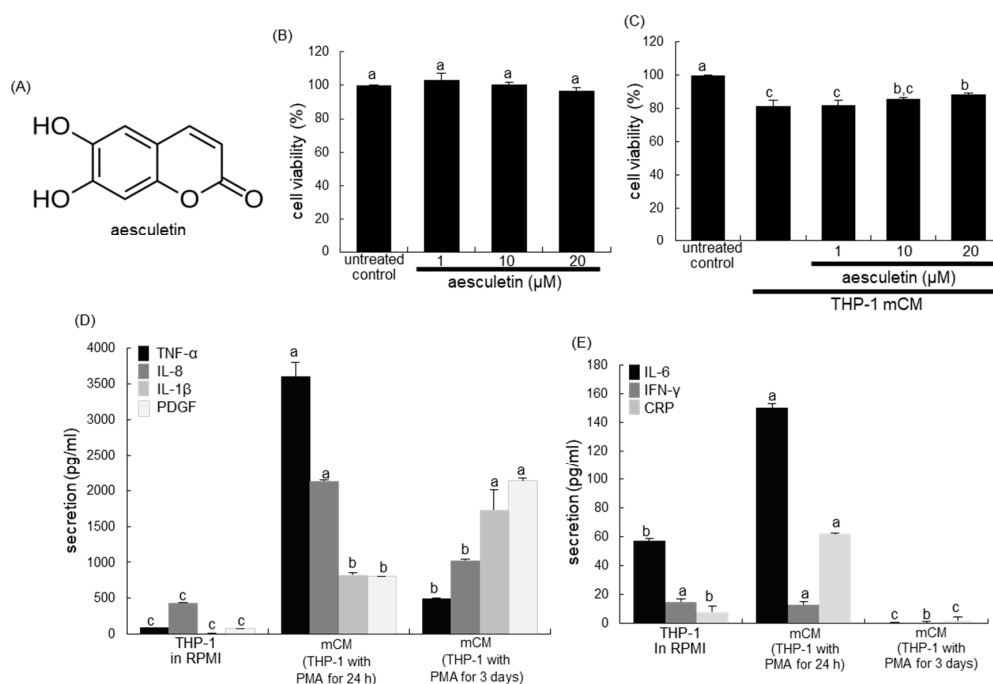 (A)
HO
HO
O
O
aesculetin
(B)
cell viability (%)
120
100
80
60
40
20
0
a
a
a
a
untreated
control
1
10
20
aesculetin (µM)
(C)
cell viability (%)
120
100
80
60
40
20
0
a
c
c
b,c
b
untreated
control
1
10
20
aesculetin (µM)
THP-1 mCM
(D)
secretion (pg/ml)
4000
3500
3000
2500
2000
1500
1000
500
0
TNF-α
IL-8
IL-1β
PDGF
c
c
c
c
a
a
b
b
b
b
a
a
THP-1
in RPMI
mCM
(THP-1 with
PMA for 24 h)
mCM
(THP-1 with
PMA for 3 days)
(E)
secretion (pg/ml)
180
160
140
120
100
80
60
40
20
0
IL-6
IFN-γ
CRP
b
a
b
a
a
a
c
b
c
THP-1
in RPMI
mCM
(THP-1 with
PMA for 24 h)
mCM
(THP-1 with
PMA for 3 days)